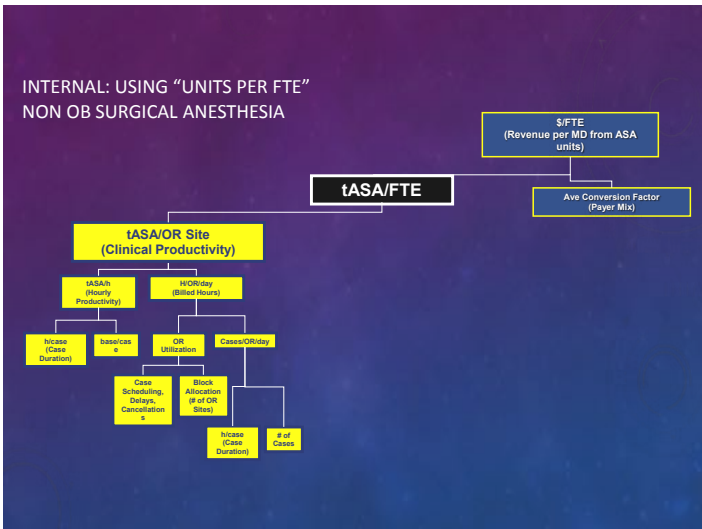 INTERNAL: USING “UNITS PER FTE”
NON OB SURGICAL ANESTHESIA
$/FTE
(Revenue per MD from ASA
units)
tASA/FTE
Ave Conversion Factor
(Payer Mix)
tASA/OR Site
(Clinical Productivity)
tASA/h
(Hourly
Productivity)
H/OR/day
(Billed Hours)
h/case
(Case
Duration)
base/cas
e
OR
Utilization
Cases/OR/day
Case
Scheduling,
Delays,
Cancellation
s
Block
Allocation
(# of OR
Sites)
h/case
(Case
Duration)
# of
Cases